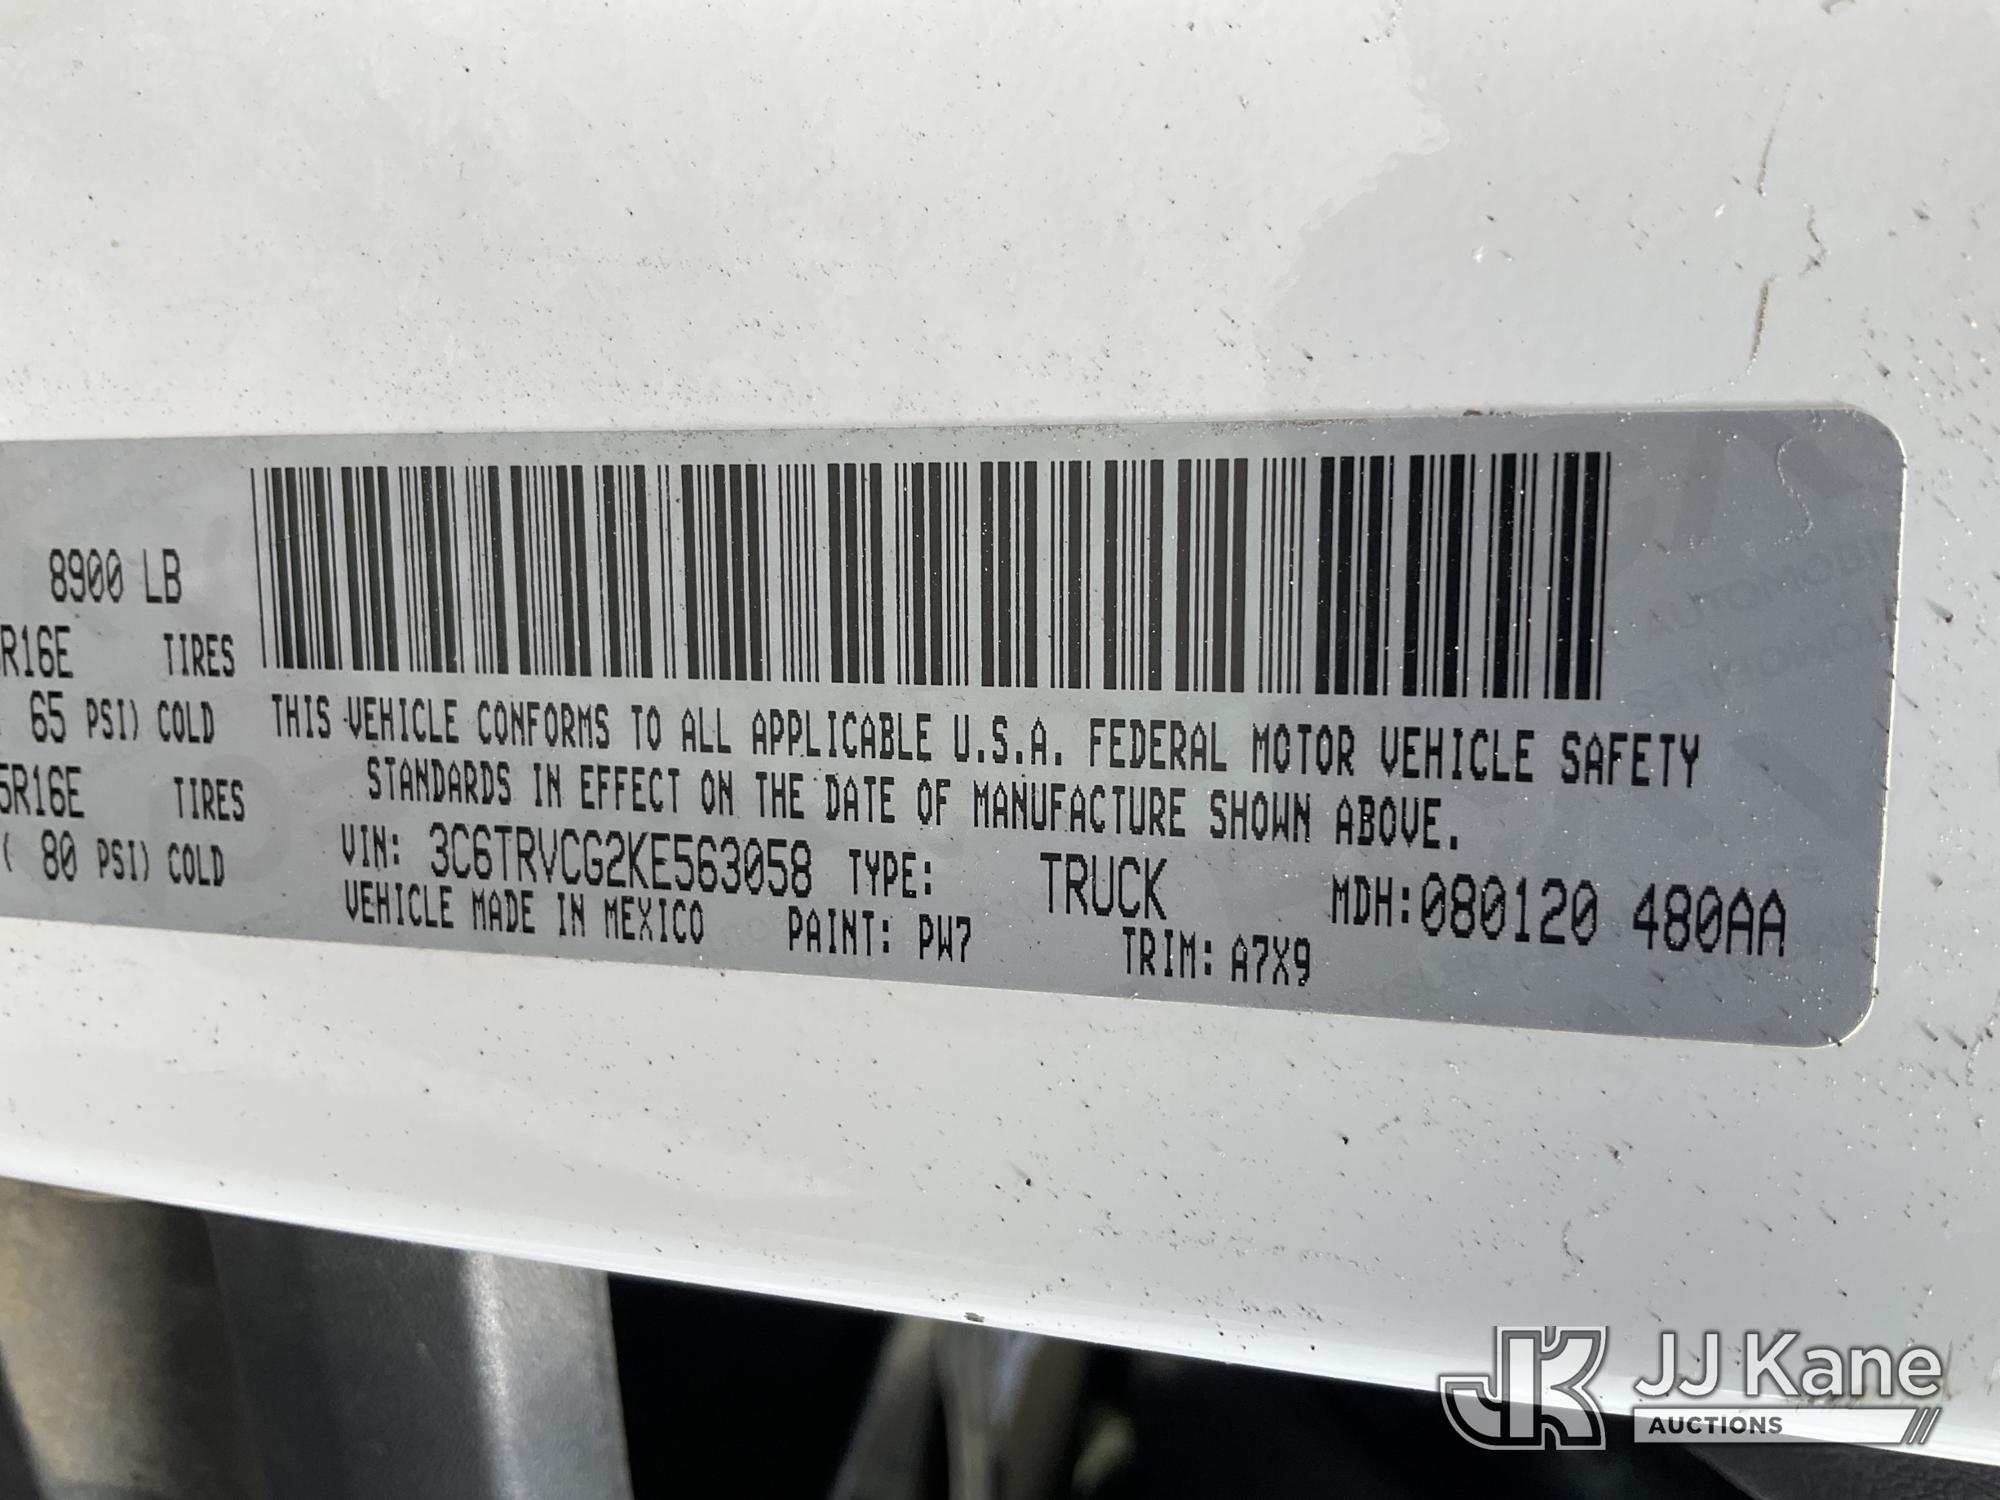 8900 LB
R16E TIRES
65 PSI) COLD
5R16E TIRES
( 80 PSI) COLD
THIS VEHICLE CONFORMS TO ALL APPLICABLE U.S.A. FEDERAL MOTOR VEHICLE SAFETY
STANDARDS IN EFFECT ON THE DATE OF MANUFACTURE SHOWN ABOVE.
VIN: 3C6TRVCG2KE563058 TYPE: TRUCK MDH:080120 480AA
VEHICLE MADE IN MEXICO PAINT: PW7 TRIM: A7X9
JK JJ Kane
AUCTIONS